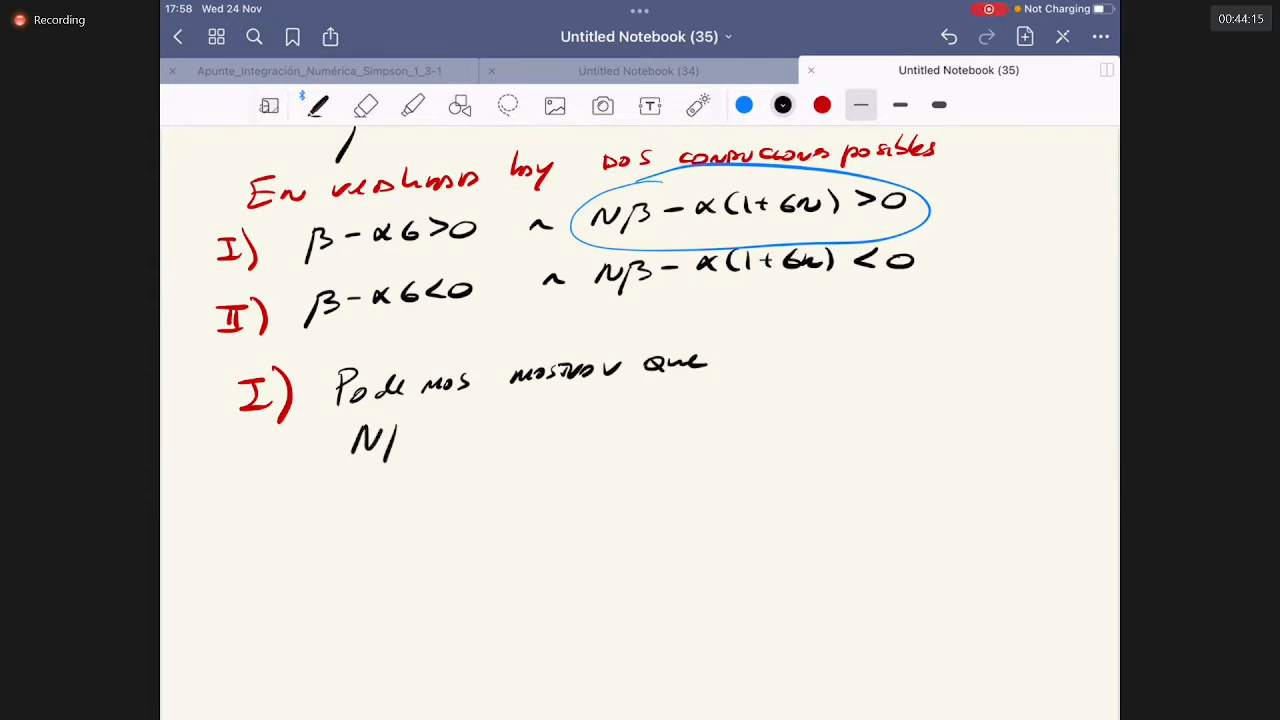 Recording
17:58 Wed 24 Nov
Not Charging
00:44:15
Untitled Notebook (35)
Apunte_Integración_Numérica_Simpson_1_3-1
Untitled Notebook (34)
Untitled Notebook (35)
En realidad hay dos condiciones posibles
I) β - α6 > 0 ~ Nβ - α(1+6N) > 0
II) β - α6 < 0 ~ Nβ - α(1+6N) < 0
I) Podemos mostrar que
N